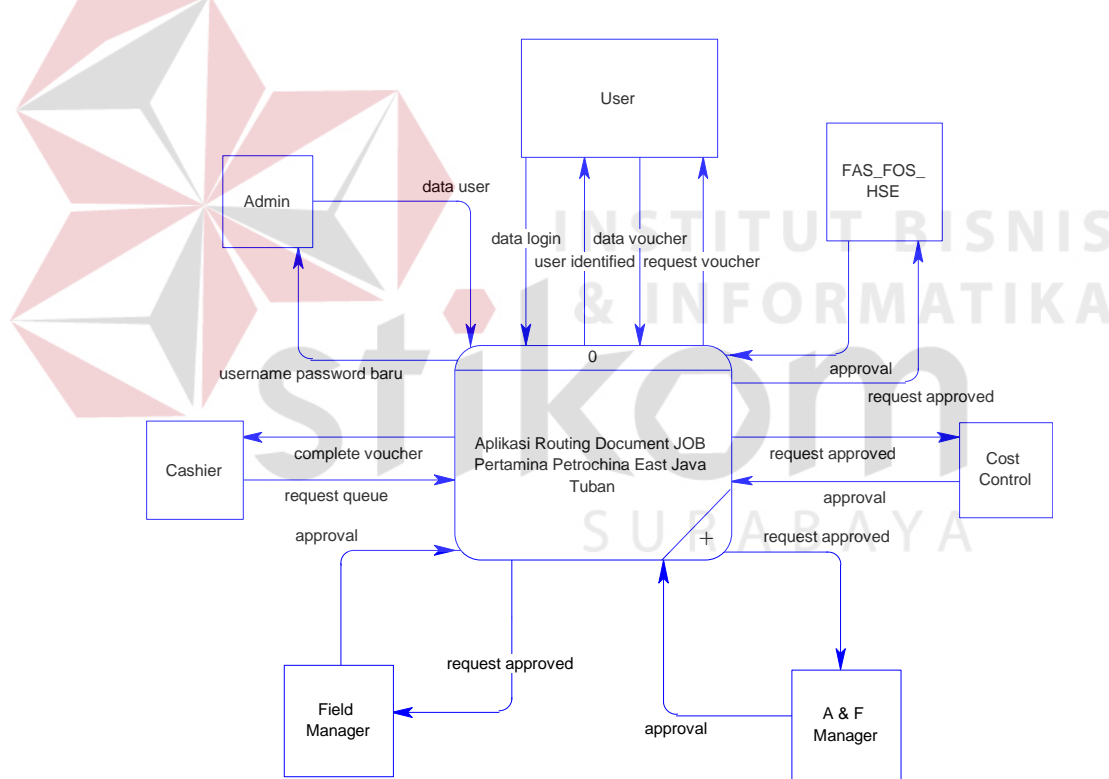 User
FAS_FOS_
HSE
Admin
data user
data login
data voucher
user identified
request voucher
INSTITUT BISNIS
& INFORMATIKA
stikom
SURABAYA
0
username password baru
approval
request approved
Aplikasi Routing Document JOB
Pertamina Petrochina East Java
Tuban
+
Cashier
complete voucher
request queue
request approved
approval
Cost
Control
approval
request approved
request approved
approval
Field
Manager
A & F
Manager